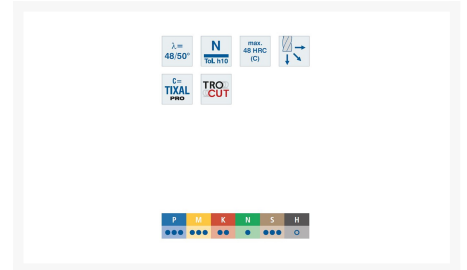 λ=
48/50°
N
Tol. h10
max.
48 HRC
(C)
C=
TIXAL
PRO
TRO
CUT
P M K N S H